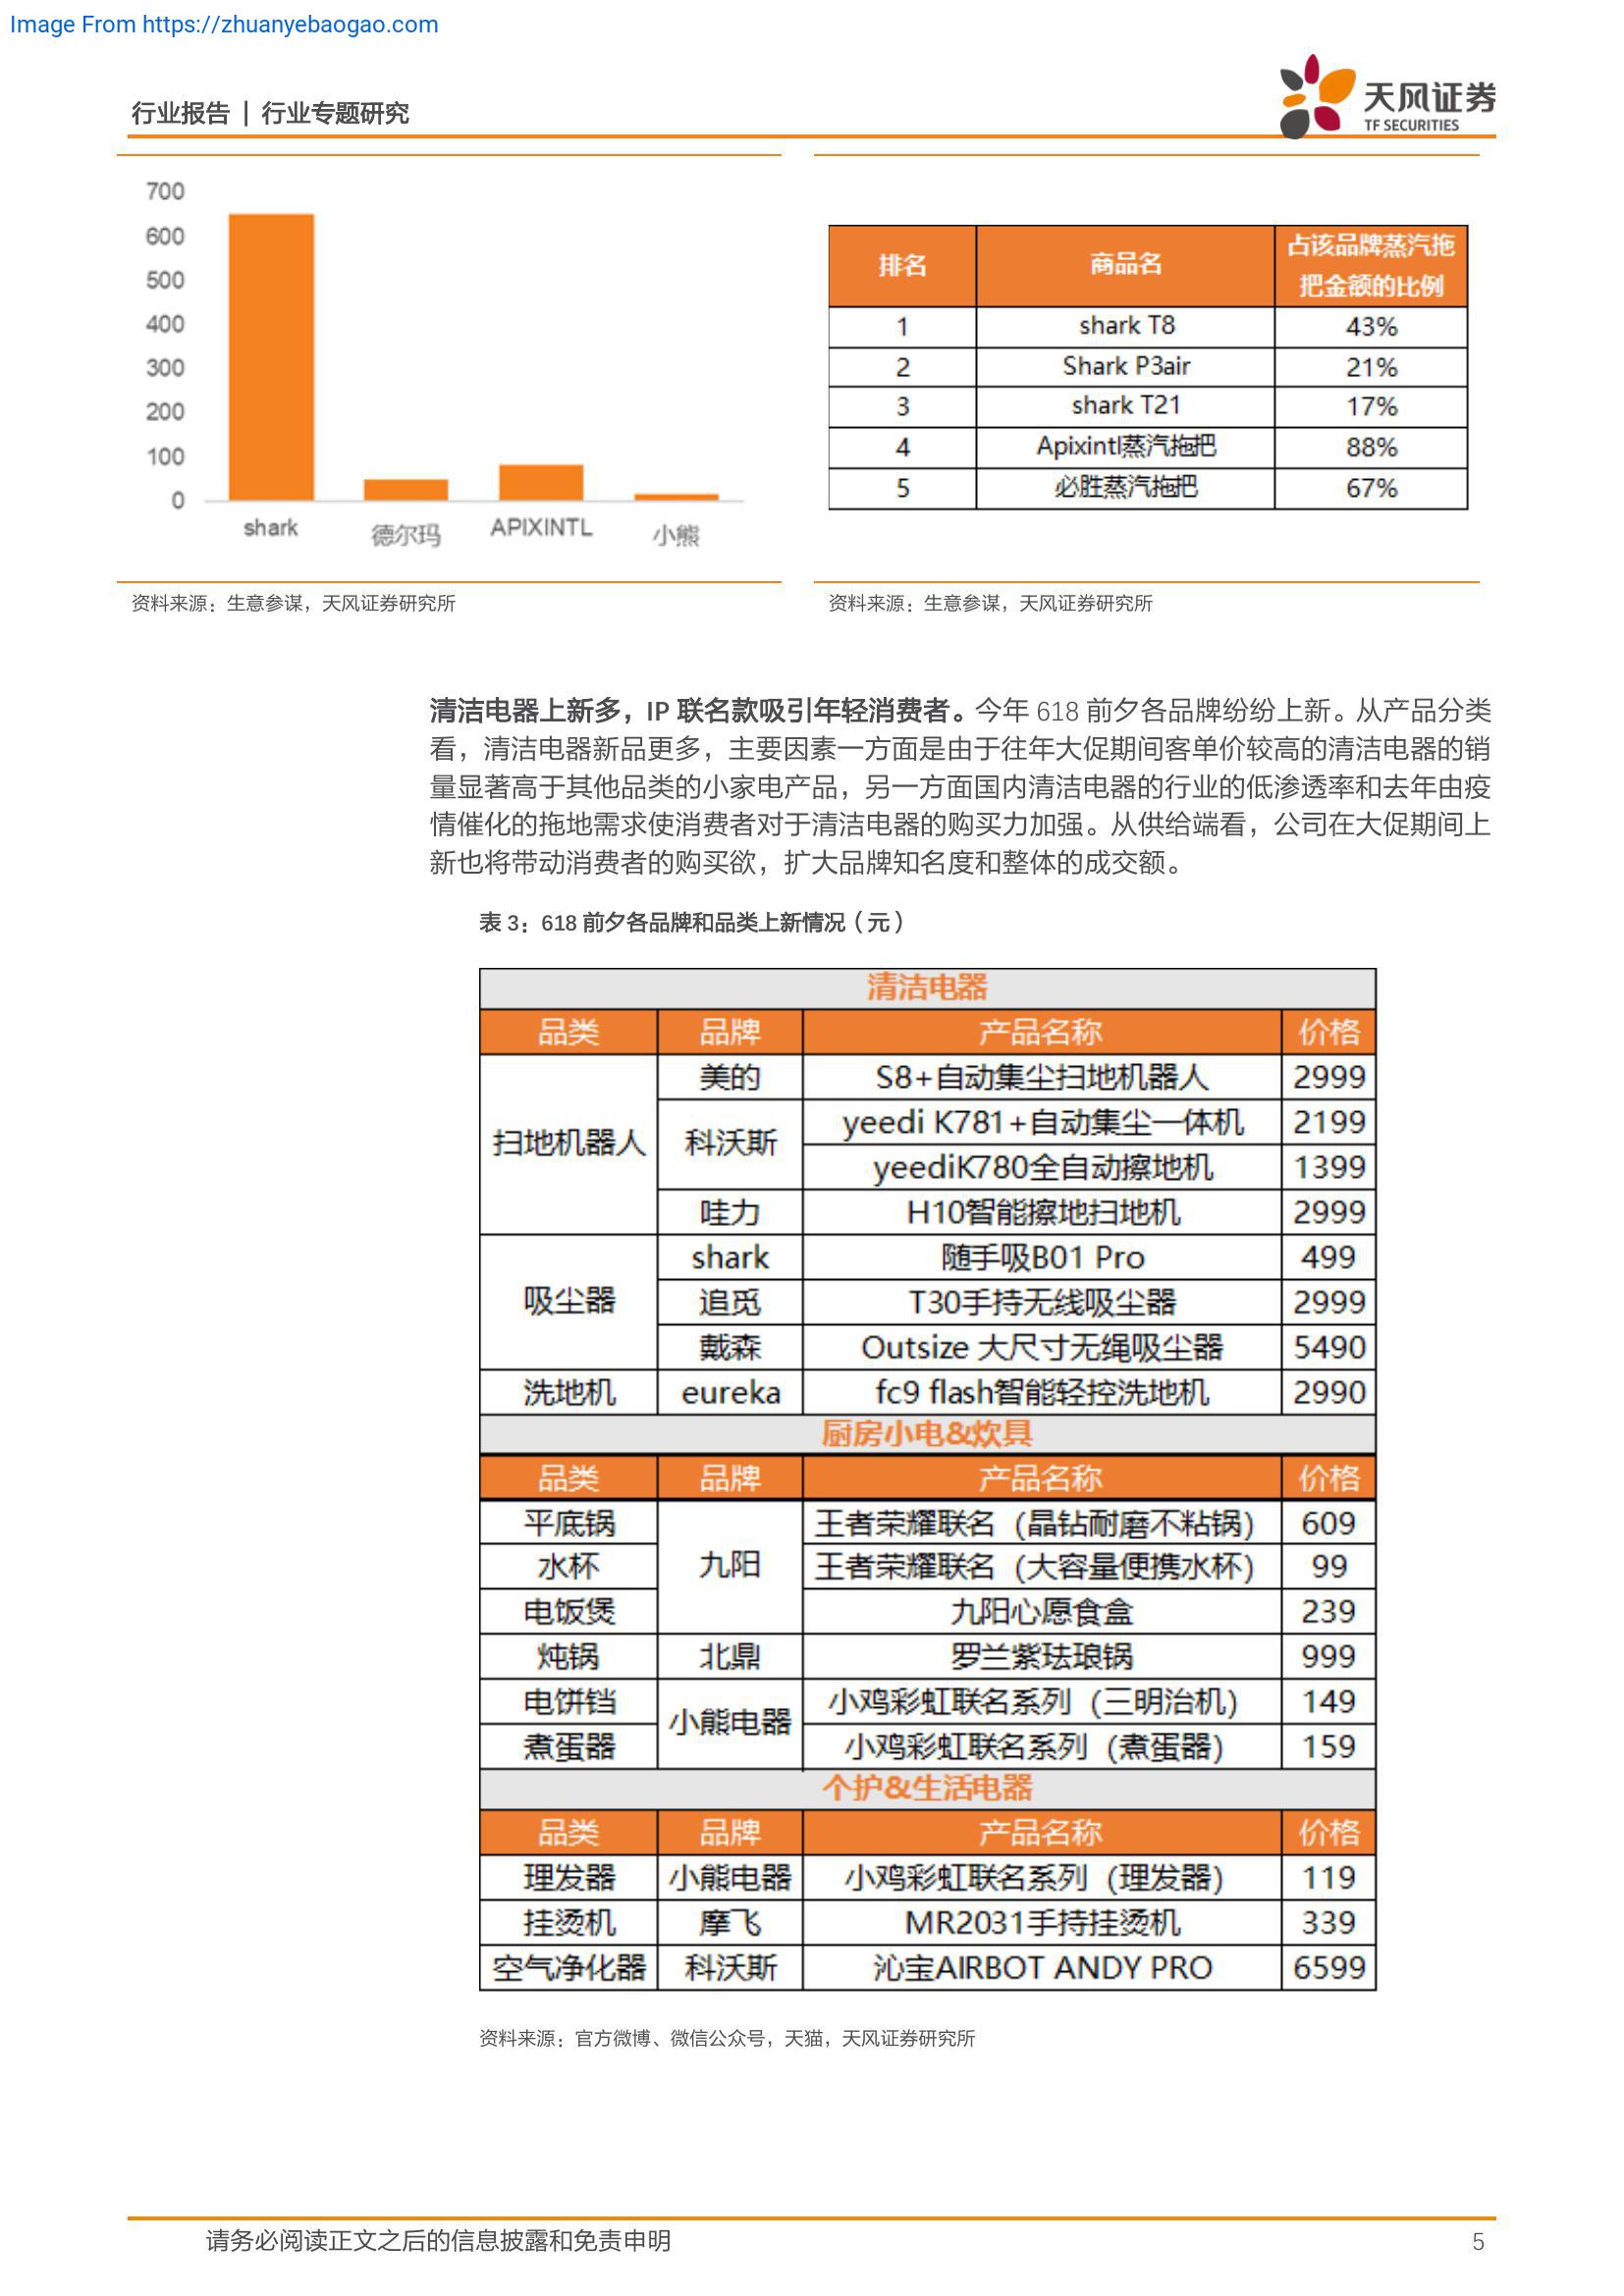 Image From https://zhuanyebaogao.com
行业报告 | 行业专题研究
天风证券
TF SECURITIES
700
600
500
400
300
200
100
0
shark 德尔玛 APIXINTL 小熊
排名 商品名 占该品牌蒸汽拖把金额的比例
1 shark T8 43%
2 Shark P3air 21%
3 shark T21 17%
4 Apixintl蒸汽拖把 88%
5 必胜蒸汽拖把 67%
资料来源：生意参谋，天风证券研究所
资料来源：生意参谋，天风证券研究所
清洁电器上新多，IP 联名款吸引年轻消费者。今年 618 前夕各品牌纷纷上新。从产品分类
看，清洁电器新品更多，主要因素一方面是由于往年大促期间客单价较高的清洁电器的销
量显著高于其他品类的小家电产品，另一方面国内清洁电器的行业的低渗透率和去年由疫
情催化的拖地需求使消费者对于清洁电器的购买力加强。从供给端看，公司在大促期间上
新也将带动消费者的购买欲，扩大品牌知名度和整体的成交额。
表 3：618 前夕各品牌和品类上新情况（元）
清洁电器
品类 品牌 产品名称 价格
扫地机器人 美的 S8+自动集尘扫地机器人 2999
科沃斯 yeedi K781+自动集尘一体机 2199
yeediK780全自动擦地机 1399
哇力 H10智能擦地扫地机 2999
吸尘器 shark 随手吸B01 Pro 499
追觅 T30手持无线吸尘器 2999
戴森 Outsize 大尺寸无绳吸尘器 5490
洗地机 eureka fc9 flash智能轻控洗地机 2990
厨房小电&炊具
品类 品牌 产品名称 价格
平底锅 九阳 王者荣耀联名（晶钻耐磨不粘锅） 609
水杯 王者荣耀联名（大容量便携水杯） 99
电饭煲 九阳心愿食盒 239
炖锅 北鼎 罗兰紫珐琅锅 999
电饼铛 小熊电器 小鸡彩虹联名系列（三明治机） 149
煮蛋器 小鸡彩虹联名系列（煮蛋器） 159
个护&生活电器
品类 品牌 产品名称 价格
理发器 小熊电器 小鸡彩虹联名系列（理发器） 119
挂烫机 摩飞 MR2031手持挂烫机 339
空气净化器 科沃斯 沁宝AIRBOT ANDY PRO 6599
资料来源：官方微博、微信公众号，天猫，天风证券研究所
请务必阅读正文之后的信息披露和免责申明 5